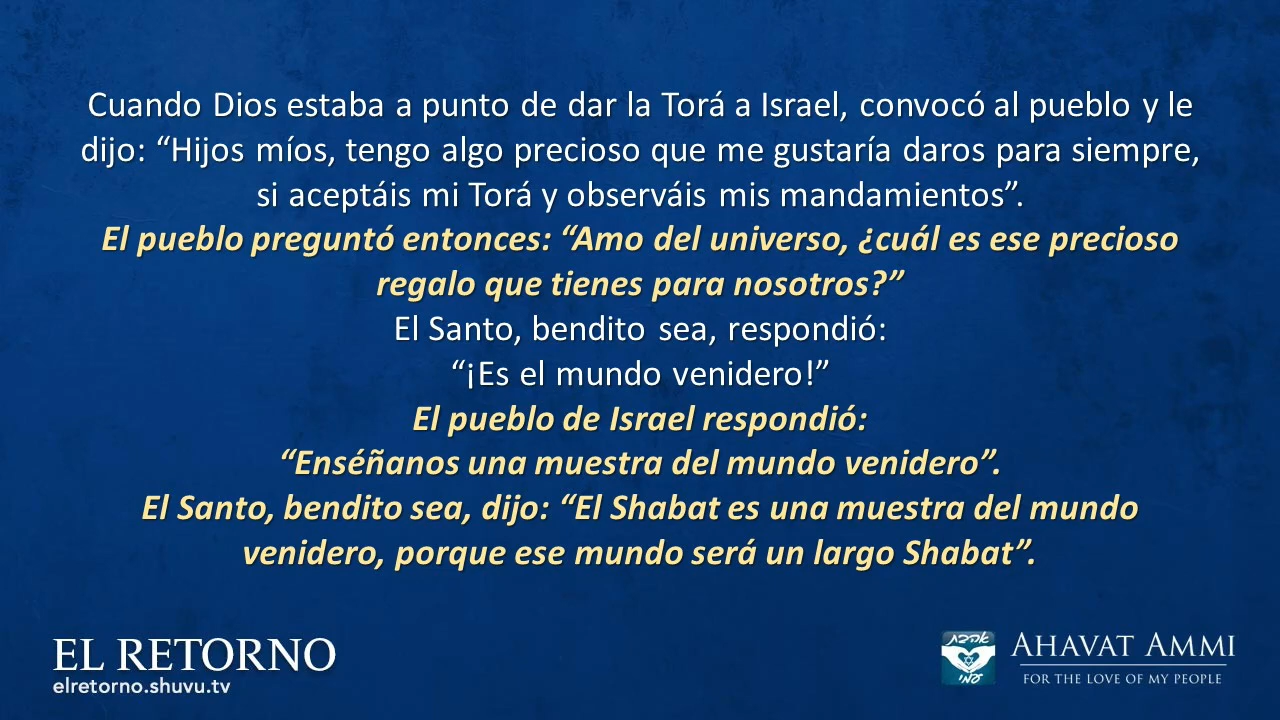 Cuando Dios estaba a punto de dar la Torá a Israel, convocó al pueblo y le
dijo: “Hijos míos, tengo algo precioso que me gustaría daros para siempre,
si aceptáis mi Torá y observáis mis mandamientos”.
El pueblo preguntó entonces: “Amo del universo, ¿cuál es ese precioso
regalo que tienes para nosotros?”
El Santo, bendito sea, respondió:
“¡Es el mundo venidero!”
El pueblo de Israel respondió:
“Enséñanos una muestra del mundo venidero”.
El Santo, bendito sea, dijo: “El Shabat es una muestra del mundo
venidero, porque ese mundo será un largo Shabat”.
EL RETORNO
elretorno.shuvu.tv
אהבת
עמי
AHAVAT AMMI
FOR THE LOVE OF MY PEOPLE